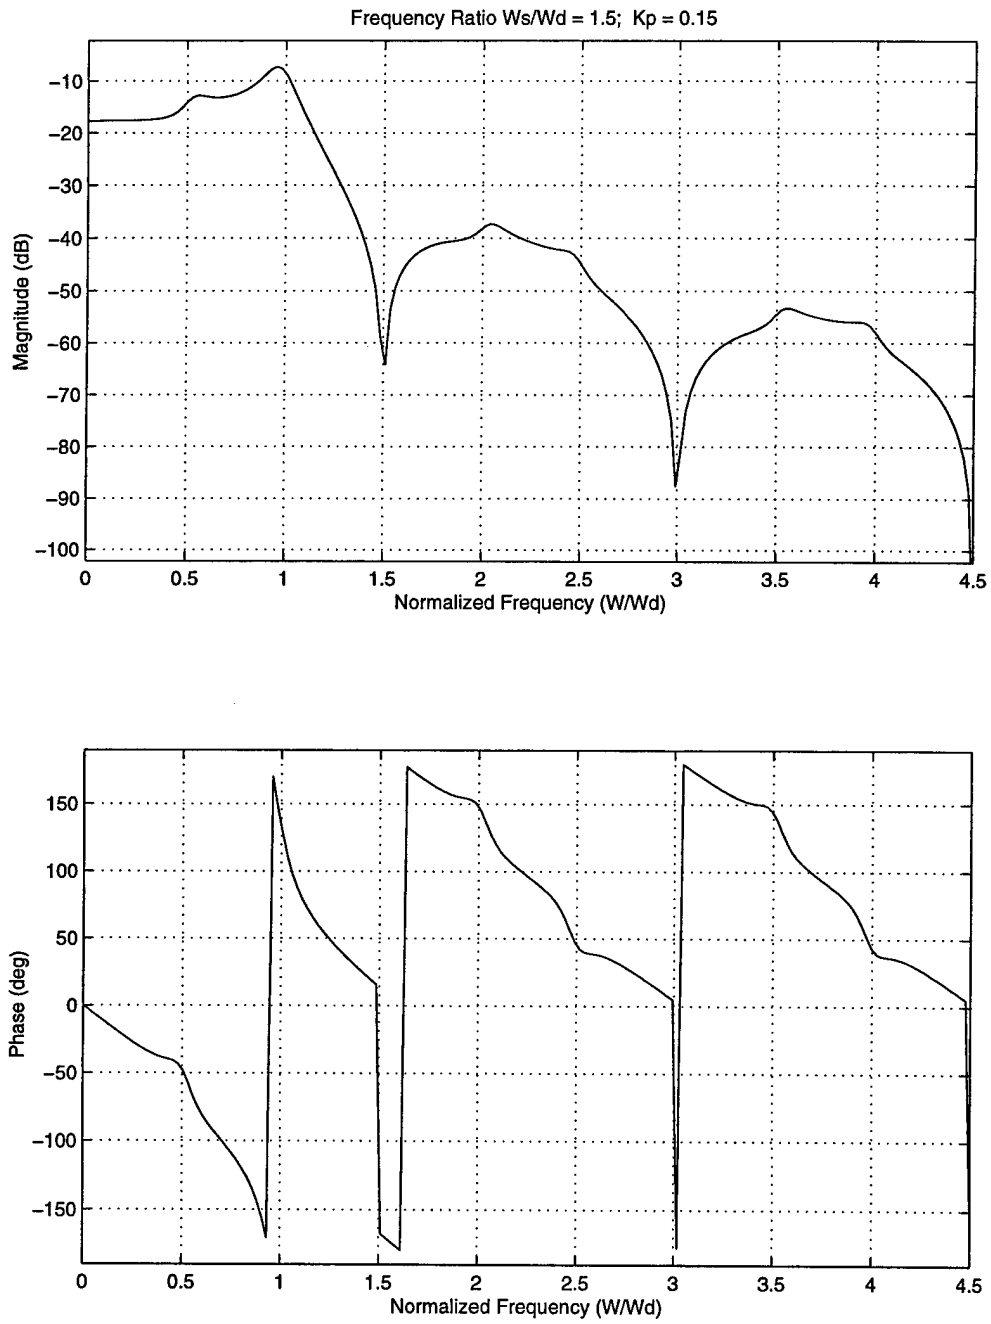 Frequency Ratio Ws/Wd = 1.5; Kp = 0.15
Magnitude (dB)
−10
−20
−30
−40
−50
−60
−70
−80
−90
−100
0 0.5 1 1.5 2 2.5 3 3.5 4 4.5
Normalized Frequency (W/Wd)
Phase (deg)
150
100
50
0
−50
−100
−150
0 0.5 1 1.5 2 2.5 3 3.5 4 4.5
Normalized Frequency (W/Wd)